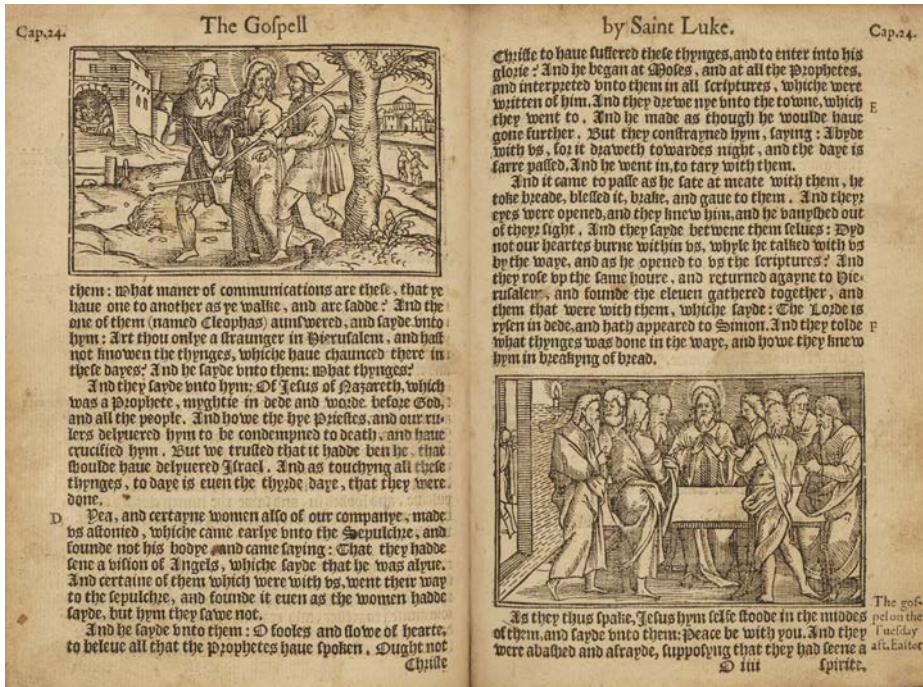 Cap.24.
The Goſpell
them: What maner of communications are theſe, that ye
haue one to another as ye walke, and are ſadde? And the
one of them (named Cleophas) aunſwered, and ſayde vnto
hym: Art thou onlye a ſtraunger in Hieruſalem, and haſt
not knowen the thynges, whiche haue chaunced there in
theſe dayes? And he ſayde vnto them: What thynges?
And they ſayde vnto hym: Of Jeſus of Nazareth, which
was a Prophete, myghtie in dede and worde before God,
and all the people. And howe the hye Prieſtes, and our ru-
lers delyuered hym to be condempned to death, and haue
crucified hym. But we truſted that it hadde ben he, that
ſhoulde haue delyuered Iſrael. And as touchyng all theſe
thynges, to daye is euen the thyrde daye, that they were
done.
D
Yea, and certayne women alſo of our companye, made
vs aſtonied, whiche came earlye vnto the Sepulchre, and
founde not his bodye, and came ſaying: That they hadde
ſene a viſion of Angels, whiche ſayde that he was alyue.
And certaine of them which were with vs, went their way
to the ſepulchre, and founde it euen as the women hadde
ſayde, but hym they ſawe not.
And he ſayde vnto them: O fooles and ſlowe of hearte,
to beleue all that the Prophetes haue ſpoken. Ought not
Chriſte
by Saint Luke.
Cap.24.
Chriſte to haue ſuffered theſe thynges, and to enter into his
glorie? And he began at Moſes, and at all the Prophetes,
and interpreted vnto them in all ſcriptures, whiche were
written of him. And they drewe nye vnto the towne, which
E
they went to. And he made as though he woulde haue
gone further. But they conſtrayned hym, ſaying: Abyde
with vs, for it draweth towardes night, and the daye is
farre paſſed. And he went in, to tary with them.
And it came to paſſe as he ſate at meate with them, he
toke breade, bleſſed it, brake, and gaue to them. And theyr
eyes were opened, and they knew him, and he vanyſhed out
of theyr ſight. And they ſayde betwene them ſelues: Dyd
not our heartes burne within vs, whyle he talked with vs
by the waye, and as he opened to vs the ſcriptures? And
they roſe vp the ſame houre, and returned agayne to Hie-
ruſalem, and founde the eleuen gathered together, and
them that were with them, whiche ſayde: The Lorde is
ryſen in dede, and hath appeared to Simon. And they tolde
F
what thynges was done in the waye, and howe they knew
hym in breakyng of bread.
As they thus ſpake, Jeſus hym ſelfe ſtoode in the middes
of them, and ſayde vnto them: Peace be with you. And they
were abaſhed and afrayde, ſuppoſyng that they had ſeene a
The goſ-
pel on the
Tueſday
aft. Eaſter
O iiii
ſpirite,